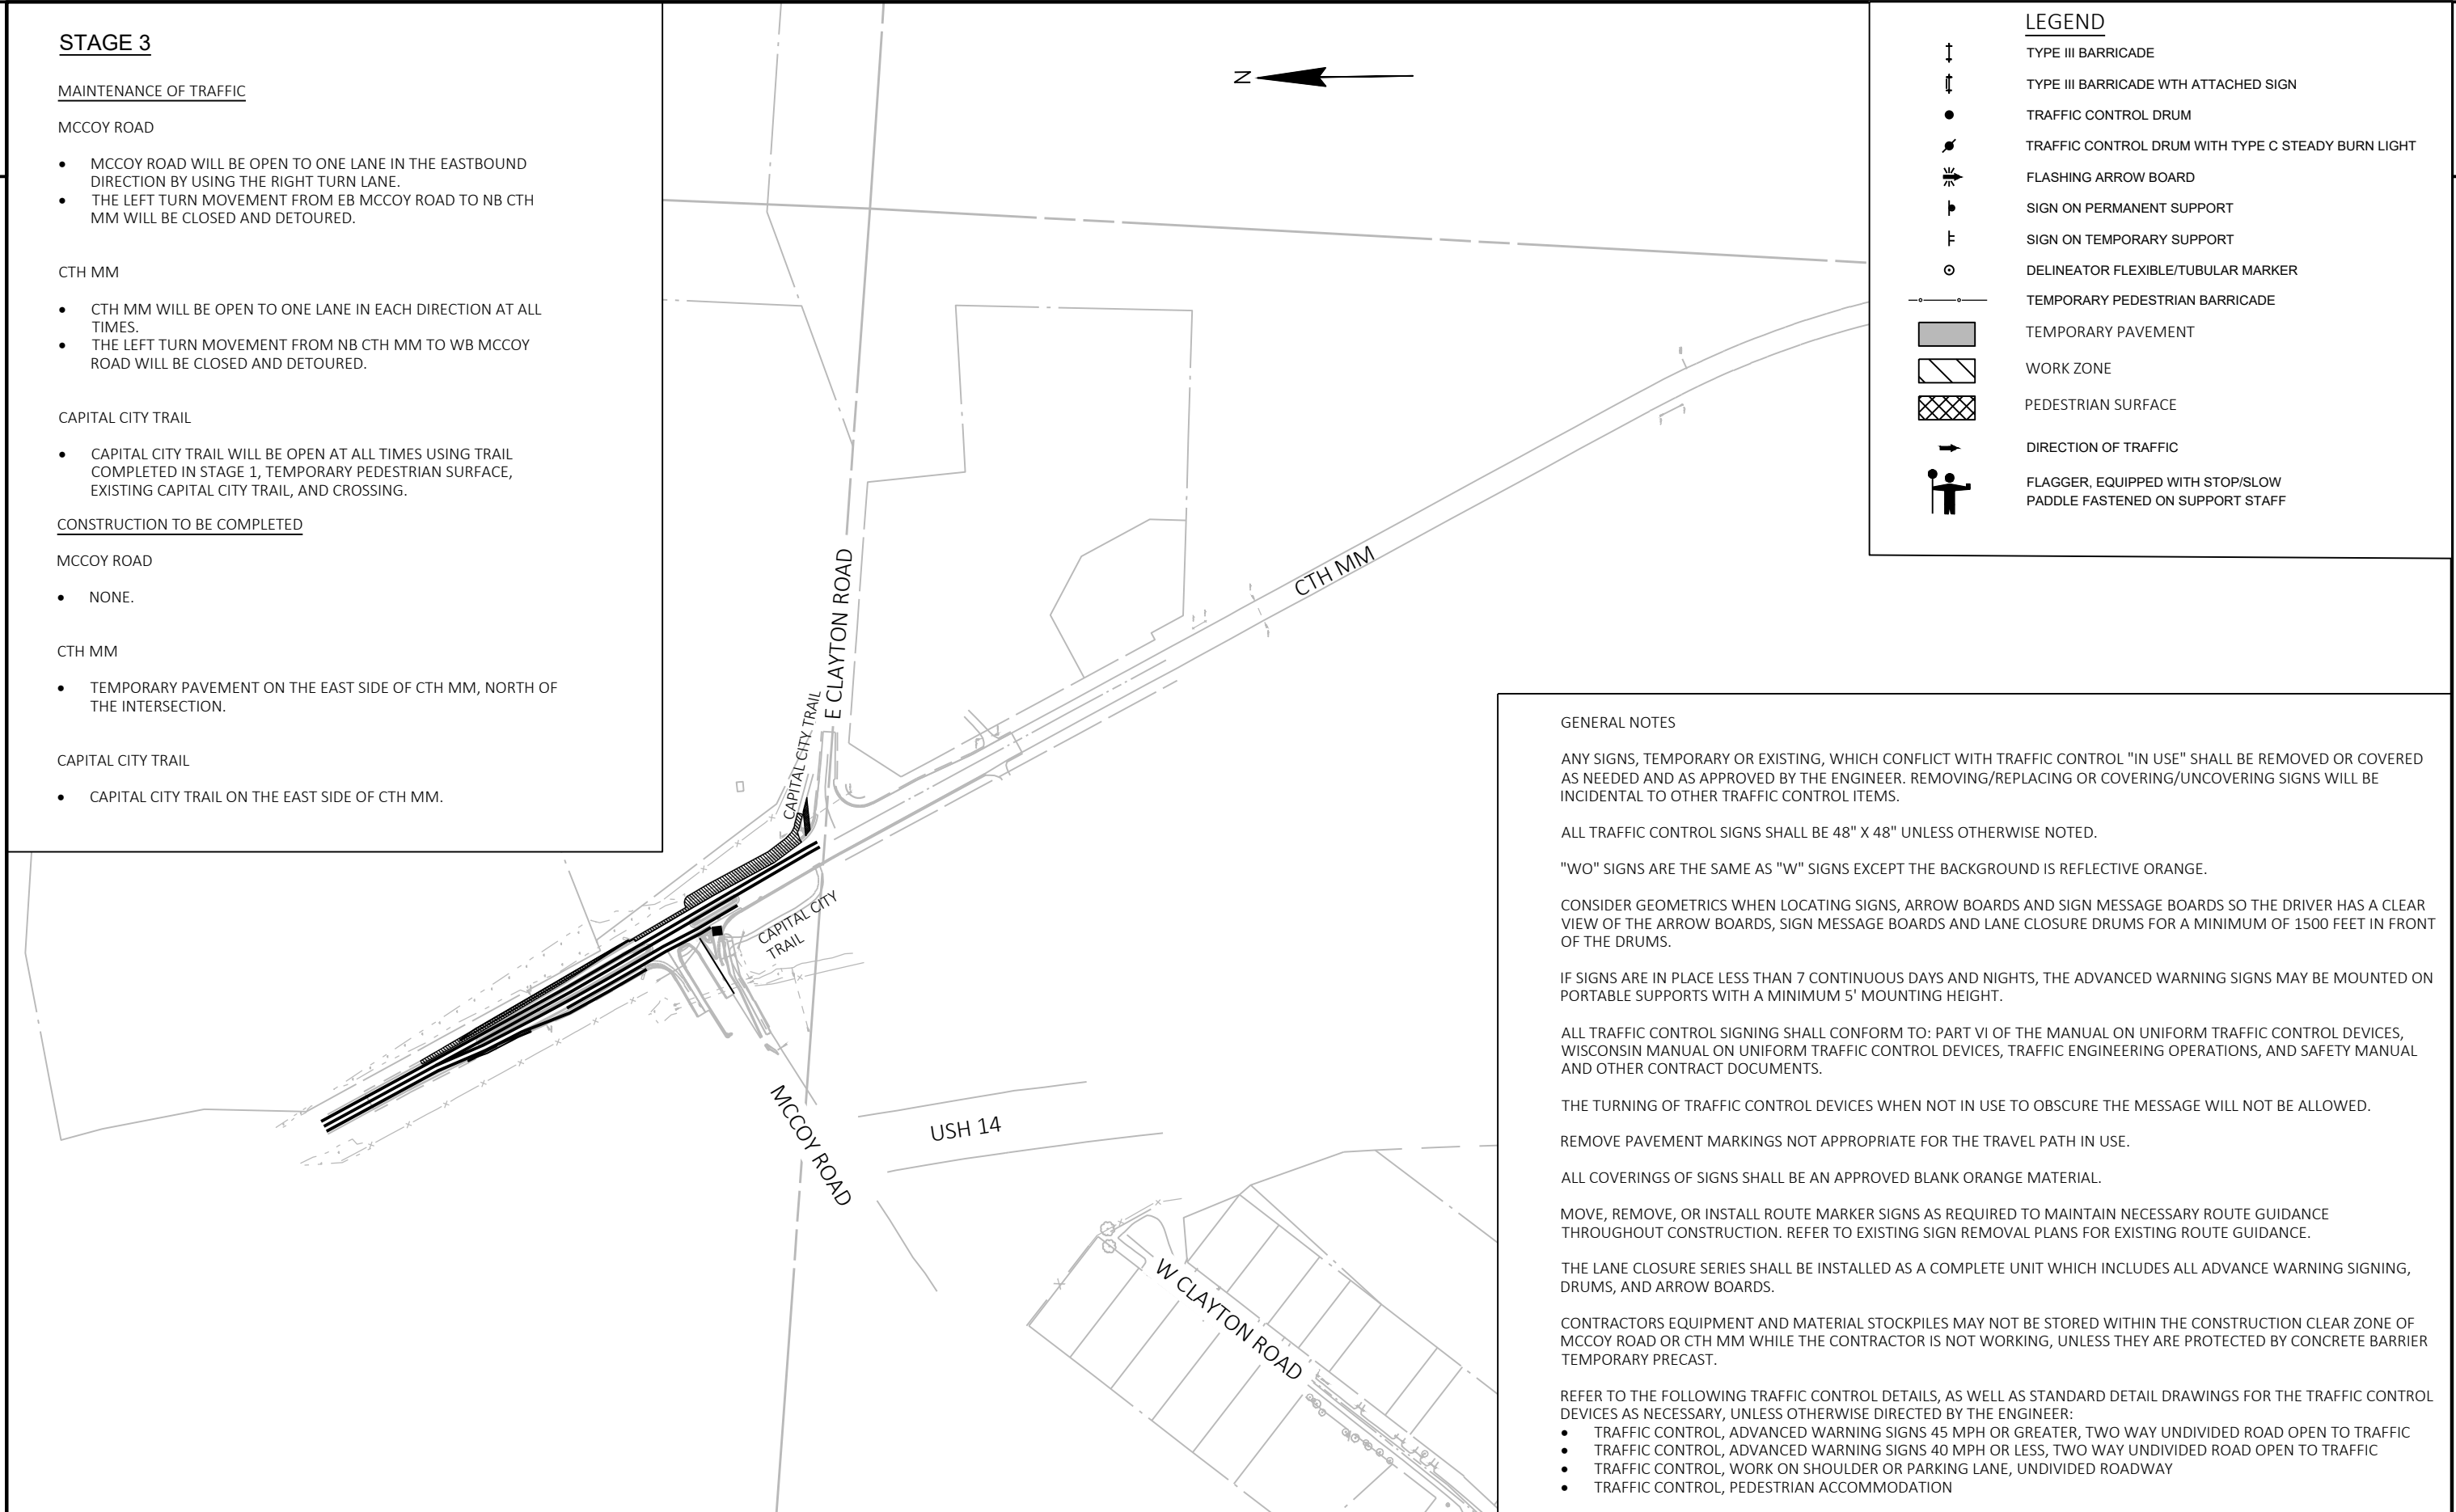 STAGE 3
MAINTENANCE OF TRAFFIC
MCCOY ROAD
• MCCOY ROAD WILL BE OPEN TO ONE LANE IN THE EASTBOUND
DIRECTION BY USING THE RIGHT TURN LANE.
• THE LEFT TURN MOVEMENT FROM EB MCCOY ROAD TO NB CTH
MM WILL BE CLOSED AND DETOURED.
CTH MM
• CTH MM WILL BE OPEN TO ONE LANE IN EACH DIRECTION AT ALL
TIMES.
• THE LEFT TURN MOVEMENT FROM NB CTH MM TO WB MCCOY
ROAD WILL BE CLOSED AND DETOURED.
CAPITAL CITY TRAIL
• CAPITAL CITY TRAIL WILL BE OPEN AT ALL TIMES USING TRAIL
COMPLETED IN STAGE 1, TEMPORARY PEDESTRIAN SURFACE,
EXISTING CAPITAL CITY TRAIL, AND CROSSING.
CONSTRUCTION TO BE COMPLETED
MCCOY ROAD
• NONE.
CTH MM
• TEMPORARY PAVEMENT ON THE EAST SIDE OF CTH MM, NORTH OF
THE INTERSECTION.
CAPITAL CITY TRAIL
• CAPITAL CITY TRAIL ON THE EAST SIDE OF CTH MM.
N
E CLAYTON ROAD
CTH MM
CAPITAL CITY TRAIL
CAPITAL CITY
TRAIL
MCCOY ROAD
USH 14
W CLAYTON ROAD
LEGEND
TYPE III BARRICADE
TYPE III BARRICADE WTH ATTACHED SIGN
TRAFFIC CONTROL DRUM
TRAFFIC CONTROL DRUM WITH TYPE C STEADY BURN LIGHT
FLASHING ARROW BOARD
SIGN ON PERMANENT SUPPORT
SIGN ON TEMPORARY SUPPORT
DELINEATOR FLEXIBLE/TUBULAR MARKER
TEMPORARY PEDESTRIAN BARRICADE
TEMPORARY PAVEMENT
WORK ZONE
PEDESTRIAN SURFACE
DIRECTION OF TRAFFIC
FLAGGER, EQUIPPED WITH STOP/SLOW
PADDLE FASTENED ON SUPPORT STAFF
GENERAL NOTES
ANY SIGNS, TEMPORARY OR EXISTING, WHICH CONFLICT WITH TRAFFIC CONTROL "IN USE" SHALL BE REMOVED OR COVERED
AS NEEDED AND AS APPROVED BY THE ENGINEER. REMOVING/REPLACING OR COVERING/UNCOVERING SIGNS WILL BE
INCIDENTAL TO OTHER TRAFFIC CONTROL ITEMS.
ALL TRAFFIC CONTROL SIGNS SHALL BE 48" X 48" UNLESS OTHERWISE NOTED.
"WO" SIGNS ARE THE SAME AS "W" SIGNS EXCEPT THE BACKGROUND IS REFLECTIVE ORANGE.
CONSIDER GEOMETRICS WHEN LOCATING SIGNS, ARROW BOARDS AND SIGN MESSAGE BOARDS SO THE DRIVER HAS A CLEAR
VIEW OF THE ARROW BOARDS, SIGN MESSAGE BOARDS AND LANE CLOSURE DRUMS FOR A MINIMUM OF 1500 FEET IN FRONT
OF THE DRUMS.
IF SIGNS ARE IN PLACE LESS THAN 7 CONTINUOUS DAYS AND NIGHTS, THE ADVANCED WARNING SIGNS MAY BE MOUNTED ON
PORTABLE SUPPORTS WITH A MINIMUM 5' MOUNTING HEIGHT.
ALL TRAFFIC CONTROL SIGNING SHALL CONFORM TO: PART VI OF THE MANUAL ON UNIFORM TRAFFIC CONTROL DEVICES,
WISCONSIN MANUAL ON UNIFORM TRAFFIC CONTROL DEVICES, TRAFFIC ENGINEERING OPERATIONS, AND SAFETY MANUAL
AND OTHER CONTRACT DOCUMENTS.
THE TURNING OF TRAFFIC CONTROL DEVICES WHEN NOT IN USE TO OBSCURE THE MESSAGE WILL NOT BE ALLOWED.
REMOVE PAVEMENT MARKINGS NOT APPROPRIATE FOR THE TRAVEL PATH IN USE.
ALL COVERINGS OF SIGNS SHALL BE AN APPROVED BLANK ORANGE MATERIAL.
MOVE, REMOVE, OR INSTALL ROUTE MARKER SIGNS AS REQUIRED TO MAINTAIN NECESSARY ROUTE GUIDANCE
THROUGHOUT CONSTRUCTION. REFER TO EXISTING SIGN REMOVAL PLANS FOR EXISTING ROUTE GUIDANCE.
THE LANE CLOSURE SERIES SHALL BE INSTALLED AS A COMPLETE UNIT WHICH INCLUDES ALL ADVANCE WARNING SIGNING,
DRUMS, AND ARROW BOARDS.
CONTRACTORS EQUIPMENT AND MATERIAL STOCKPILES MAY NOT BE STORED WITHIN THE CONSTRUCTION CLEAR ZONE OF
MCCOY ROAD OR CTH MM WHILE THE CONTRACTOR IS NOT WORKING, UNLESS THEY ARE PROTECTED BY CONCRETE BARRIER
TEMPORARY PRECAST.
REFER TO THE FOLLOWING TRAFFIC CONTROL DETAILS, AS WELL AS STANDARD DETAIL DRAWINGS FOR THE TRAFFIC CONTROL
DEVICES AS NECESSARY, UNLESS OTHERWISE DIRECTED BY THE ENGINEER:
• TRAFFIC CONTROL, ADVANCED WARNING SIGNS 45 MPH OR GREATER, TWO WAY UNDIVIDED ROAD OPEN TO TRAFFIC
• TRAFFIC CONTROL, ADVANCED WARNING SIGNS 40 MPH OR LESS, TWO WAY UNDIVIDED ROAD OPEN TO TRAFFIC
• TRAFFIC CONTROL, WORK ON SHOULDER OR PARKING LANE, UNDIVIDED ROADWAY
• TRAFFIC CONTROL, PEDESTRIAN ACCOMMODATION